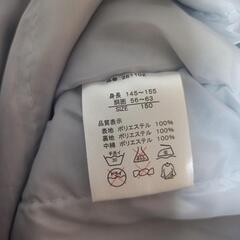 身長 145～155
胴囲 56～63
SIZE 150
品質表示
表地 ポリエステル 100%
裏地 ポリエステル 100%
中綿 ポリエステル 100%